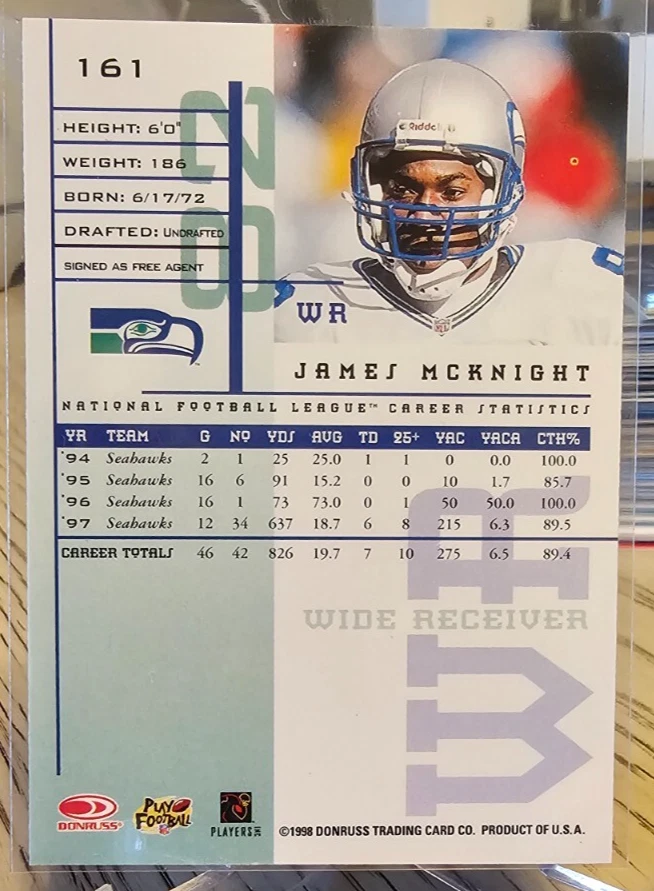 161
82
HEIGHT: 6'0"
WEIGHT: 186
BORN: 6/17/72
DRAFTED: UNDRAFTED
SIGNED AS FREE AGENT
Riddell
WR
JAMES MCKNIGHT
NATIONAL FOOTBALL LEAGUE™ CAREER STATISTICS
YR TEAM G NO YDS AVG TD 25+ YAC YACA CTH%
'94 Seahawks 2 1 25 25.0 1 1 0 0.0 100.0
'95 Seahawks 16 6 91 15.2 0 0 10 1.7 85.7
'96 Seahawks 16 1 73 73.0 0 1 50 50.0 100.0
'97 Seahawks 12 34 637 18.7 6 8 215 6.3 89.5
CAREER TOTALS 46 42 826 19.7 7 10 275 6.5 89.4
WIDE RECEIVER
WR
DONRUSS
PLAY FOOTBALL
PLAYERS INC
©1998 DONRUSS TRADING CARD CO. PRODUCT OF U.S.A.